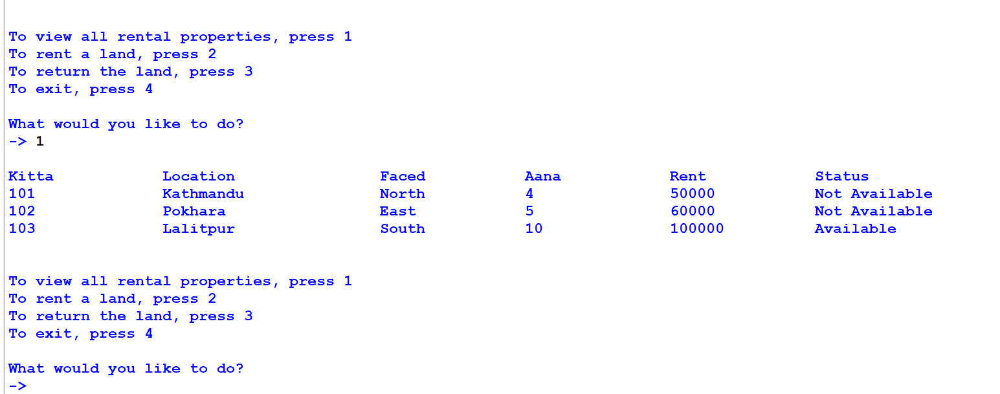 To view all rental properties, press 1
To rent a land, press 2
To return the land, press 3
To exit, press 4
What would you like to do?
-> 1
Kitta Location Faced Aana Rent Status
101 Kathmandu North 4 50000 Not Available
102 Pokhara East 5 60000 Not Available
103 Lalitpur South 10 100000 Available
To view all rental properties, press 1
To rent a land, press 2
To return the land, press 3
To exit, press 4
What would you like to do?
->